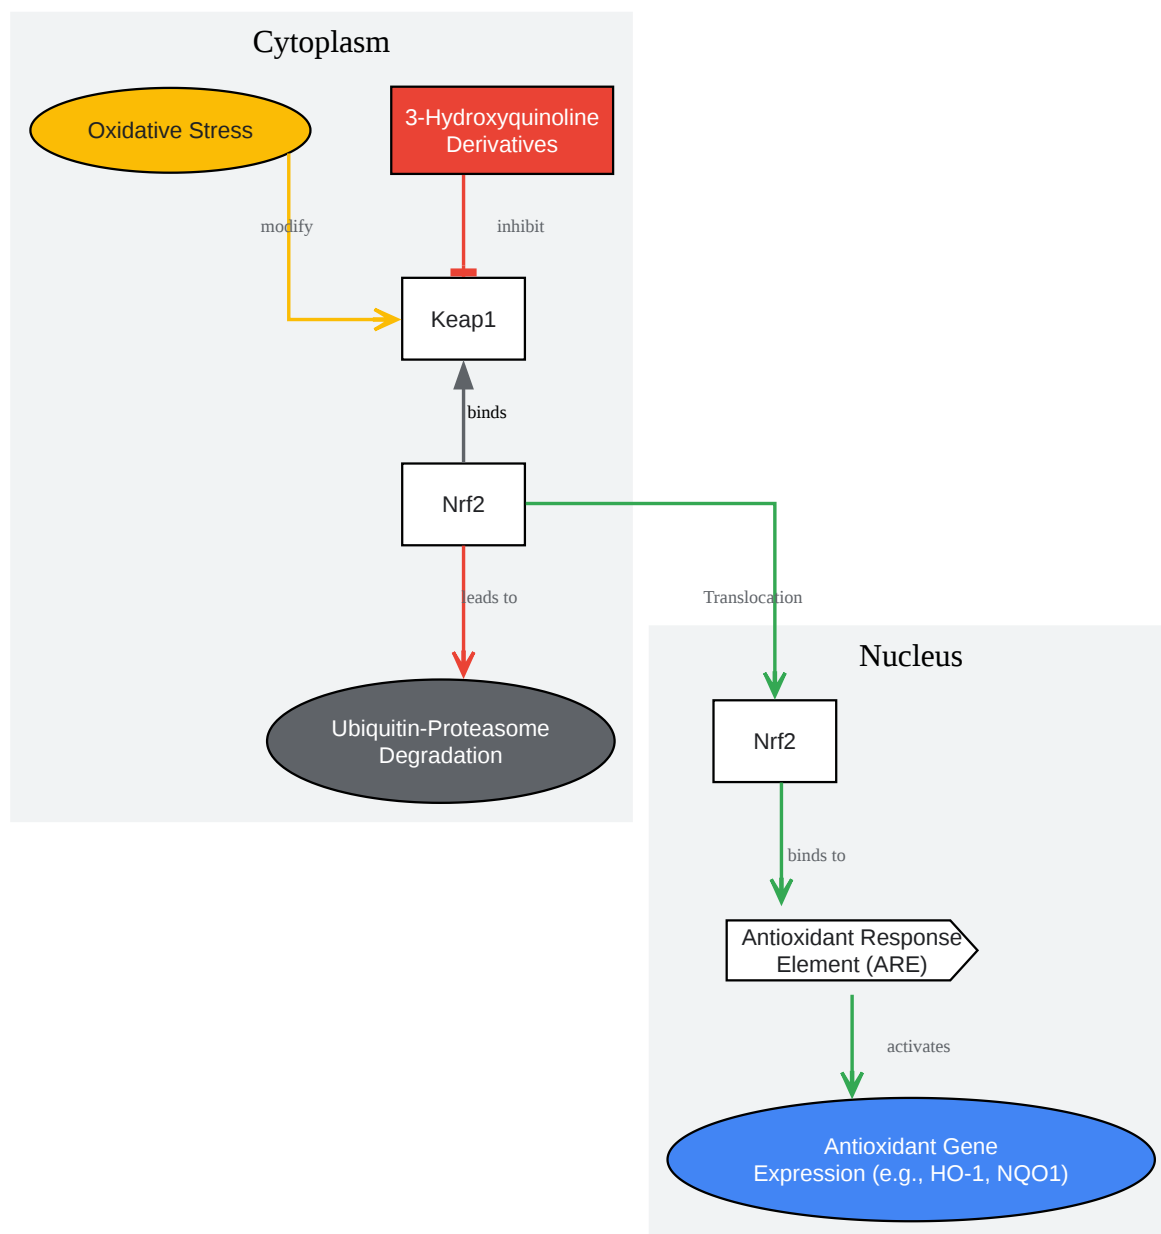 Cytoplasm
Oxidative Stress
3-Hydroxyquinoline
Derivatives
modify
inhibit
Keap1
binds
Nrf2
leads to
Translocation
Nucleus
Ubiquitin-Proteasome
Degradation
Nrf2
binds to
Antioxidant Response
Element (ARE)
activates
Antioxidant Gene
Expression (e.g., HO-1, NQO1)